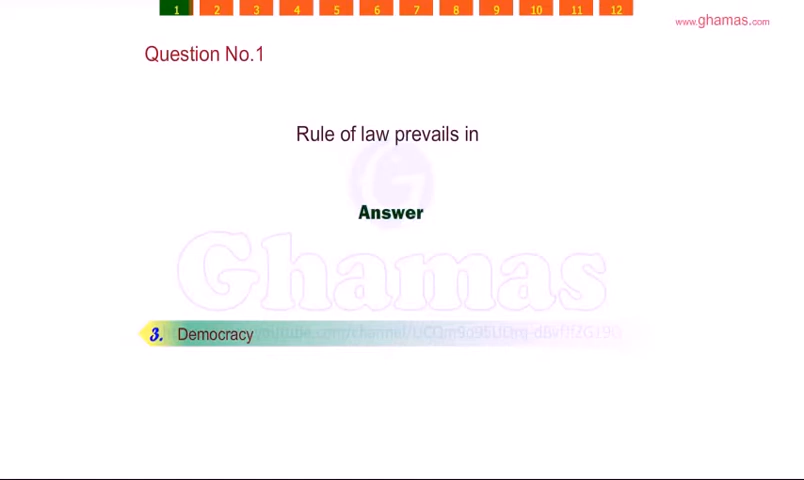 1 2 3 4 5 6 7 8 9 10 11 12
www.ghamas.com
Question No.1
Rule of law prevails in
Answer
Ghamas
3. Democracy